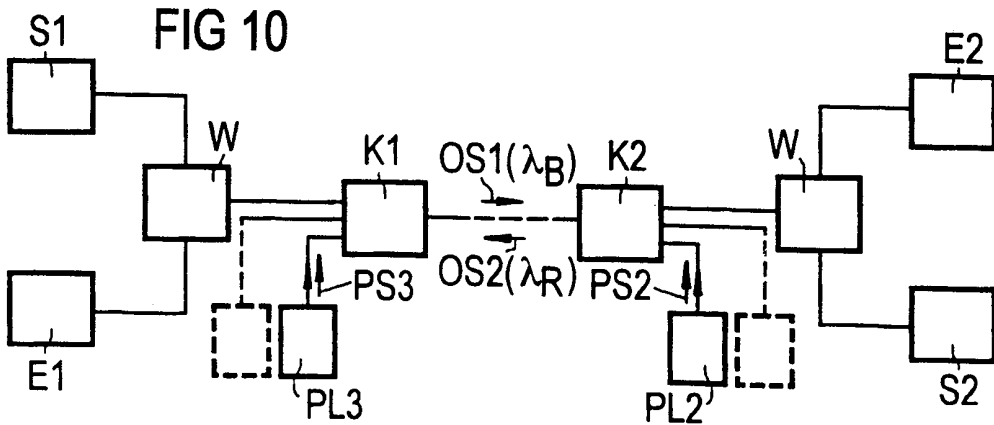 FIG 10
S1
E2
W
K1
OS1(λB)
K2
W
OS2(λR)
PS3
PS2
E1
PL3
PL2
S2